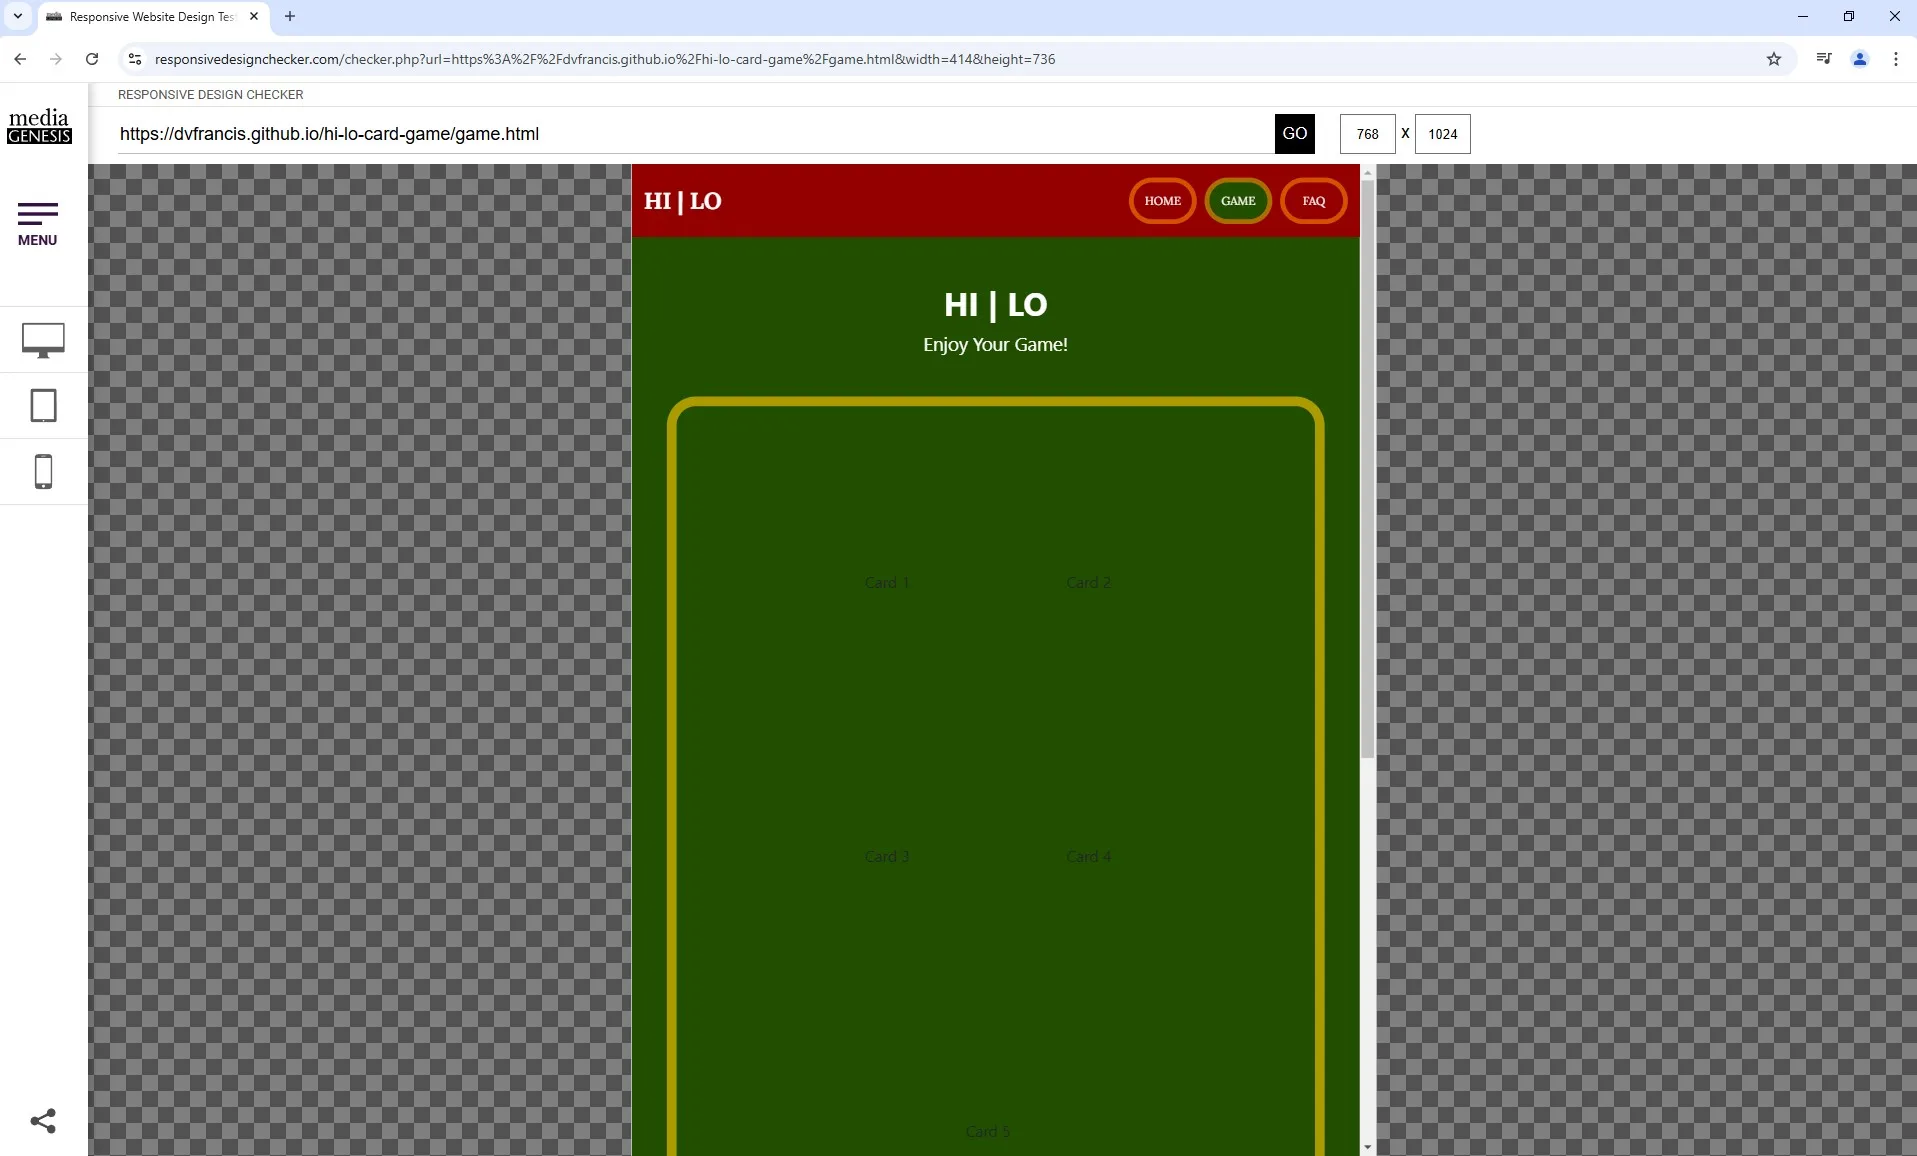 Responsive Website Design Tes
responsivedesignchecker.com/checker.php?url=https%3A%2F%2Fdvfrancis.github.io%2Fhi-lo-card-game%2Fgame.html&width=414&height=736
RESPONSIVE DESIGN CHECKER
media
GENESIS
https://dvfrancis.github.io/hi-lo-card-game/game.html
GO
768 X 1024
MENU
HI | LO
HOME
GAME
FAQ
HI | LO
Enjoy Your Game!
Card 1
Card 2
Card 3
Card 4
Card 5